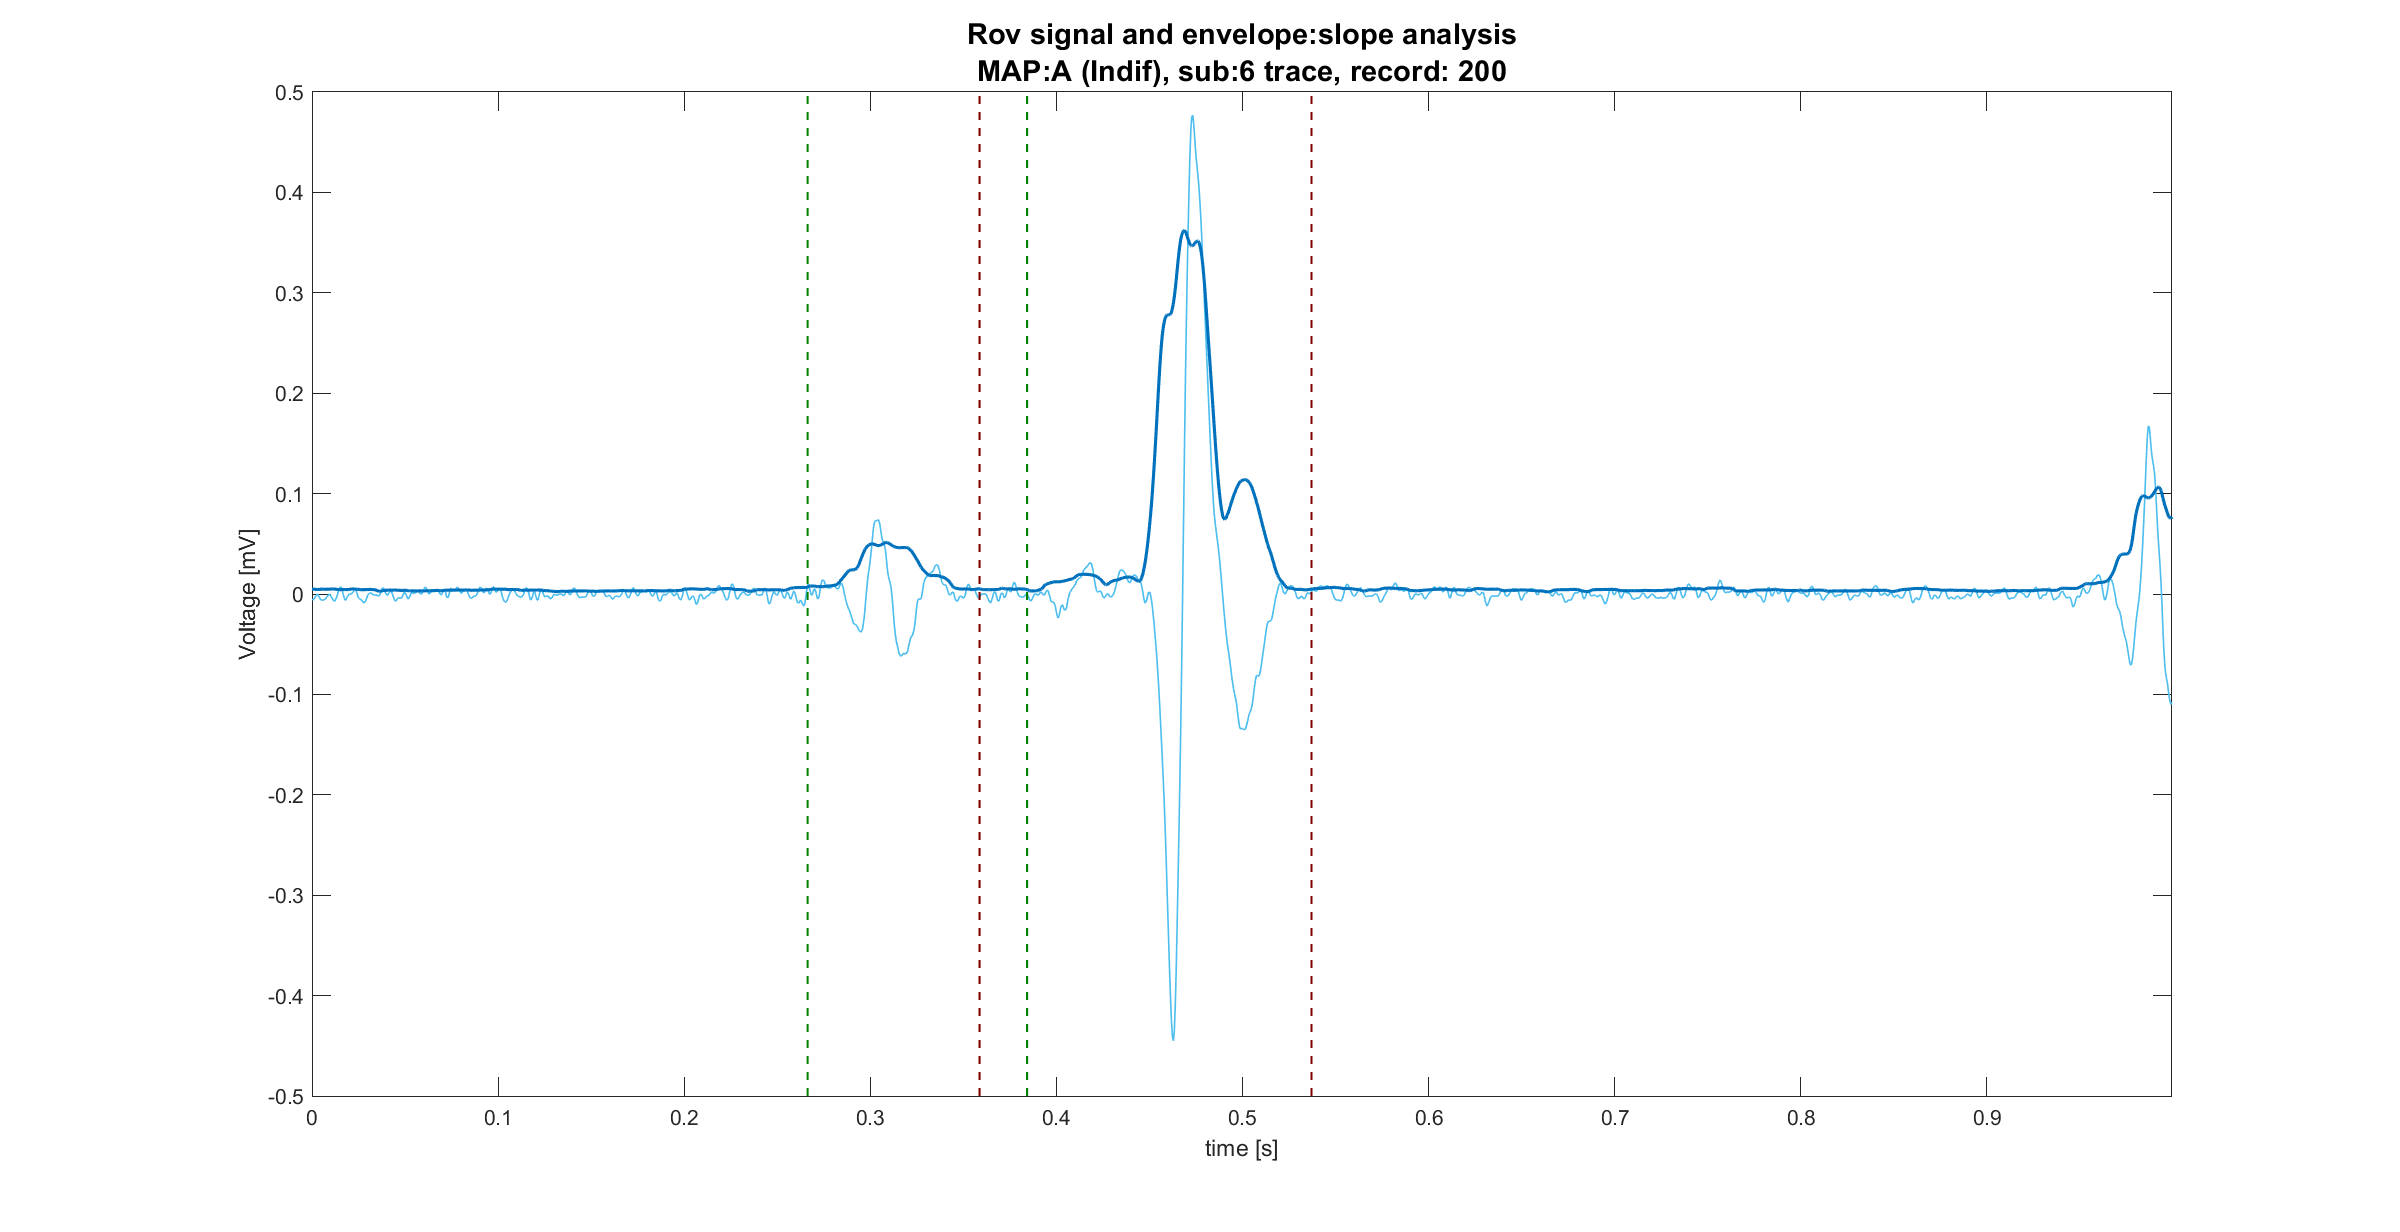 Rov signal and envelope:slope analysis
MAP:A (Indif), sub:6 trace, record: 200
0.5
0.4
0.3
0.2
0.1
0
-0.1
-0.2
-0.3
-0.4
-0.5
Voltage [mV]
0 0.1 0.2 0.3 0.4 0.5 0.6 0.7 0.8 0.9
time [s]